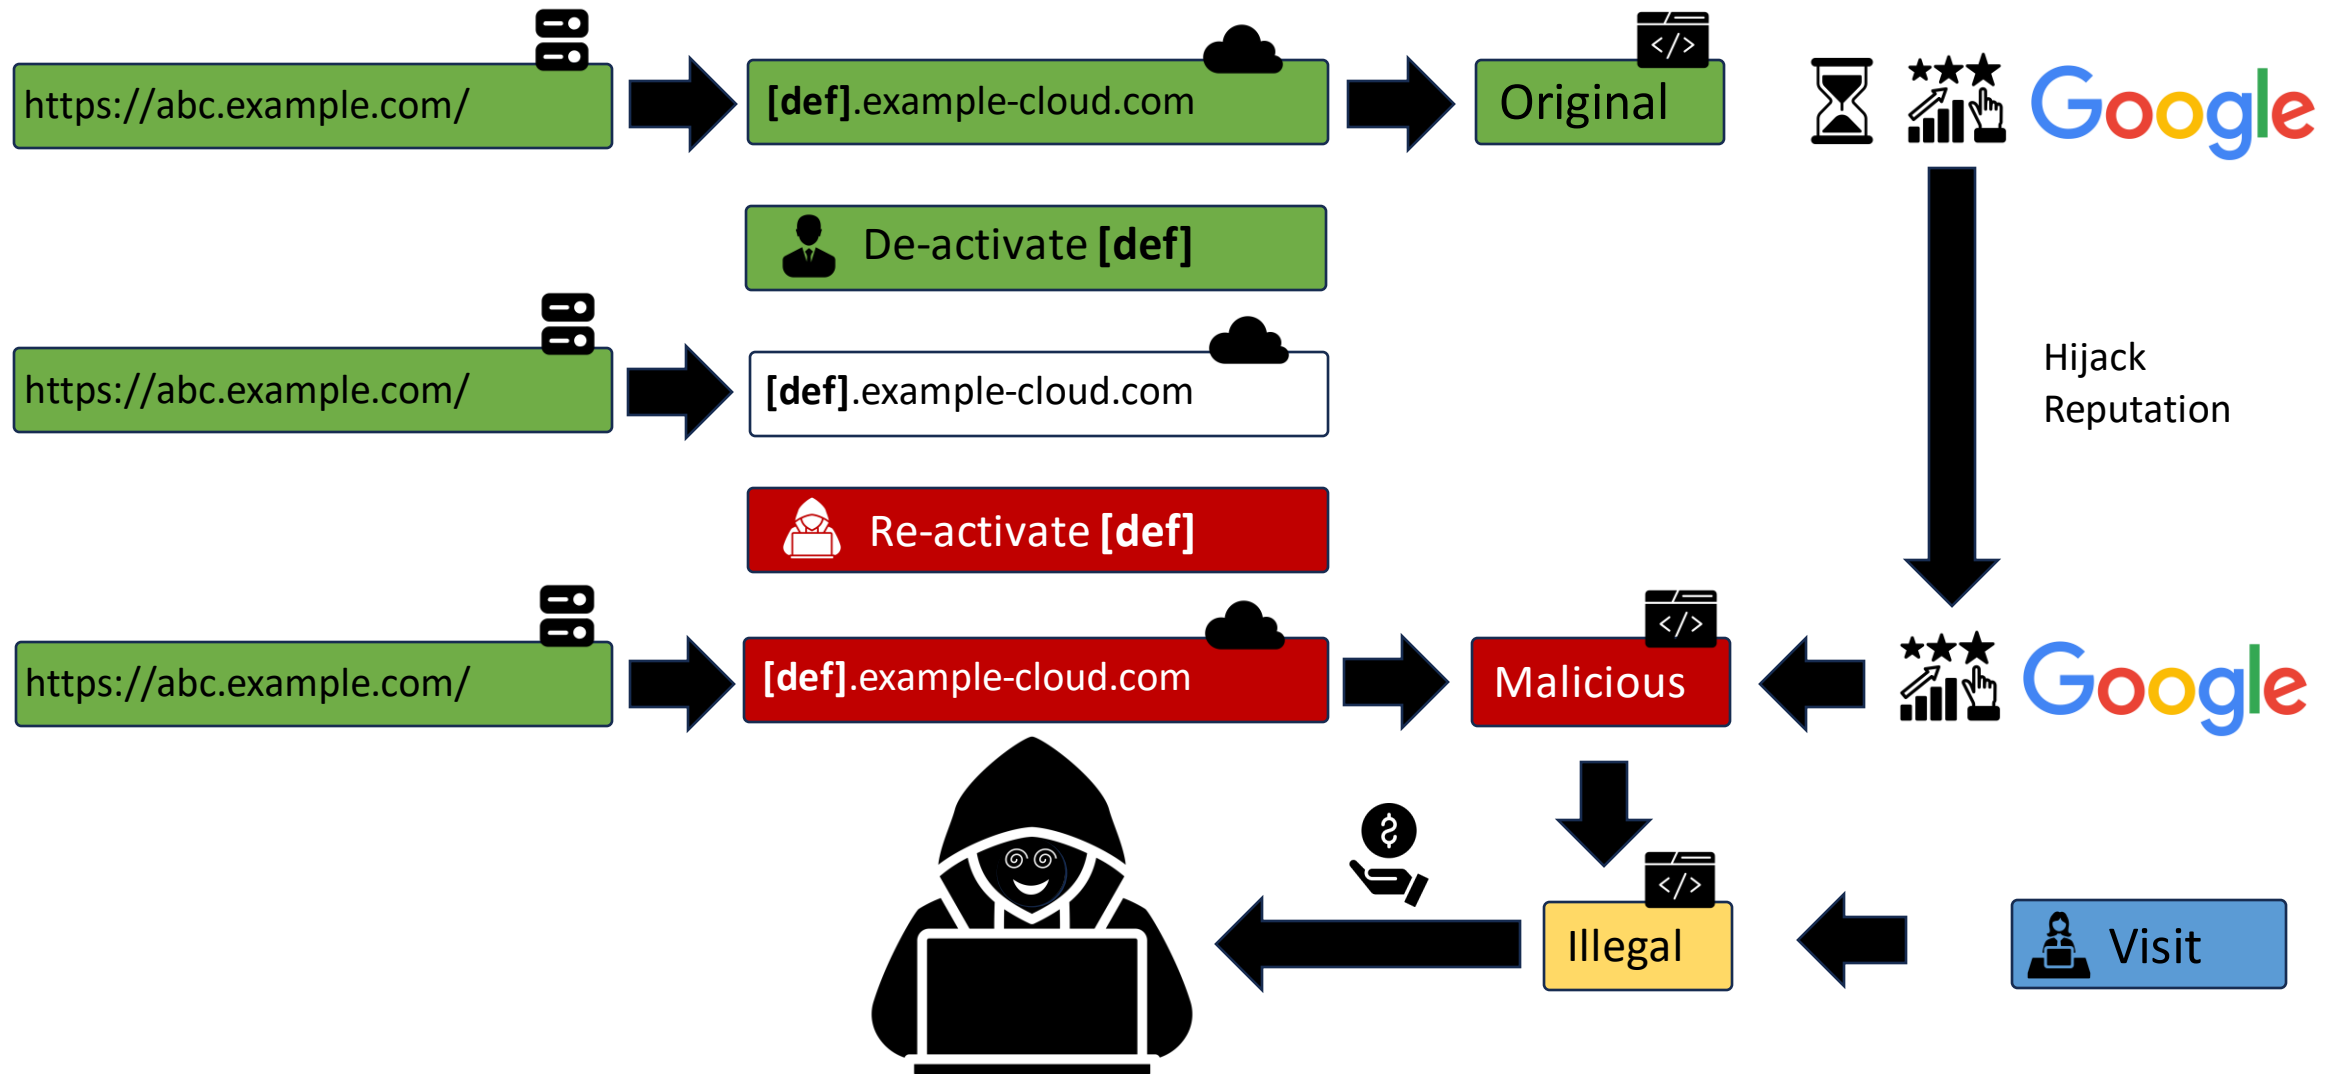 https://abc.example.com/
[def].example-cloud.com
</>
Original
Google
De-activate [def]
https://abc.example.com/
[def].example-cloud.com
Hijack
Reputation
Re-activate [def]
https://abc.example.com/
[def].example-cloud.com
</>
Malicious
Google
$
</>
Illegal
Visit